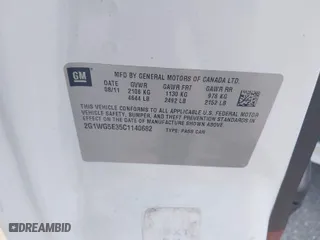 GM
MFD BY GENERAL MOTORS OF CANADA LTD.
DATE GVWR GAWR FRT GAWR RR
08/11 2106 KG 1130 KG 976 KG
4644 LB 2492 LB 2152 LB
THIS VEHICLE CONFORMS TO ALL APPLICABLE U.S. FEDERAL MOTOR
VEHICLE SAFETY, BUMPER, AND THEFT PREVENTION STANDARDS
IN EFFECT ON THE DATE OF MANUFACTURE SHOWN ABOVE.
TYPE: PASS CAR
DREAMBID